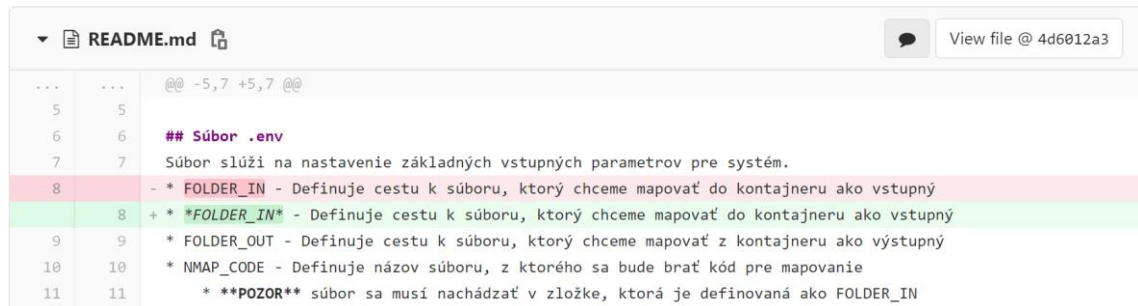 README.md View file @ 4d6012a3
... ... @@ -5,7 +5,7 @@
5 5
6 6 ## Súbor .env
7 7 Súbor slúži na nastavenie základných vstupných parametrov pre systém.
8 - * FOLDER_IN - Definuje cestu k súboru, ktorý chceme mapovať do kontajneru ako vstupný
8 + * *FOLDER_IN* - Definuje cestu k súboru, ktorý chceme mapovať do kontajneru ako vstupný
9 9 * FOLDER_OUT - Definuje cestu k súboru, ktorý chceme mapovať z kontajneru ako výstupný
10 10 * NMAP_CODE - Definuje názov súboru, z ktorého sa bude brať kód pre mapovanie
11 11 * **POZOR** súbor sa musí nachádzať v zložke, ktorá je definovaná ako FOLDER_IN